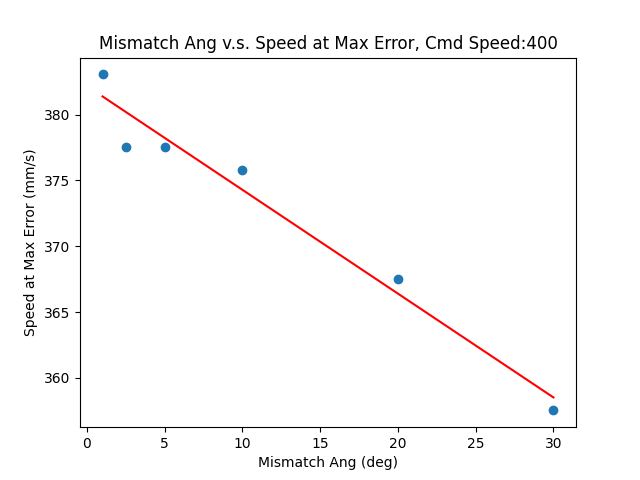 Mismatch Ang v.s. Speed at Max Error, Cmd Speed:400
380
375
370
365
360
Speed at Max Error (mm/s)
0 5 10 15 20 25 30
Mismatch Ang (deg)